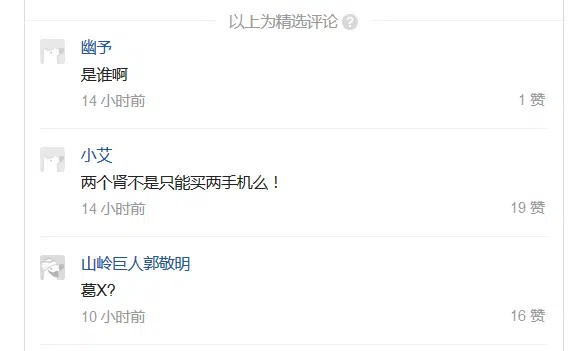 以上为精选评论 ?
幽予
是谁啊
14 小时前 1 赞
小艾
两个肾不是只能买两手机么！
14 小时前 19 赞
山岭巨人郭敬明
葛X?
10 小时前 16 赞